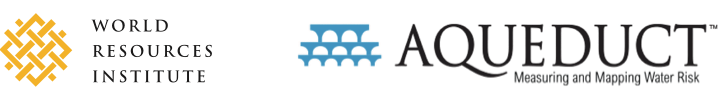 WORLD
RESOURCES
INSTITUTE
AQUEDUCT™
Measuring and Mapping Water Risk